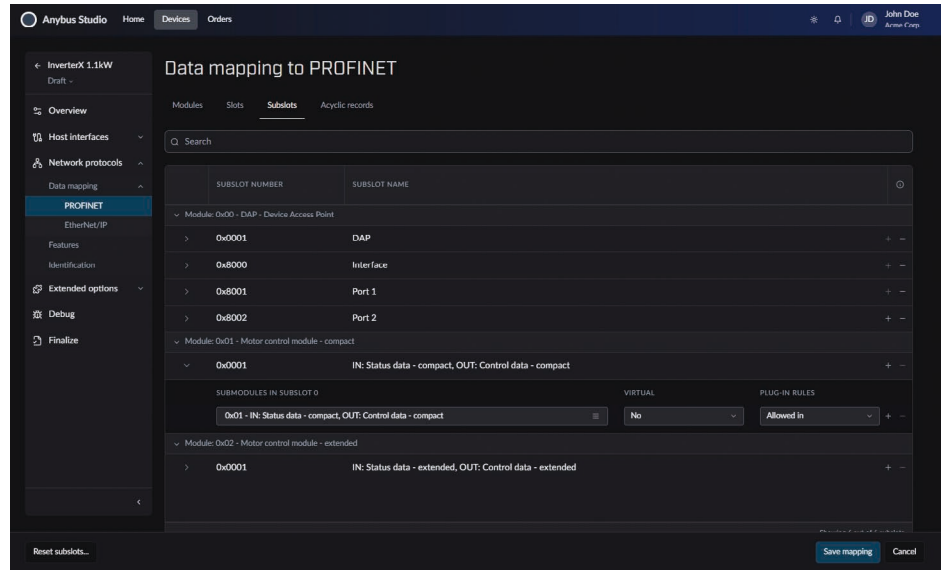 Anybus Studio Home Devices Orders JD John Doe
Acme Corp
InverterX 1.1kW
Draft
Data mapping to PROFINET
Modules Slots Subslots Acyclic records
Overview
Host interfaces
Search
Network protocols
Data mapping
SUBSLOT NUMBER SUBSLOT NAME
PROFINET
Module: 0x00 - DAP - Device Access Point
EtherNet/IP
0x0001 DAP
Features
Identification
0x8000 Interface
Extended options
0x8001 Port 1
Debug
0x8002 Port 2
Finalize
Module: 0x01 - Motor control module - compact
0x0001 IN: Status data - compact, OUT: Control data - compact
SUBMODULES IN SUBSLOT 0 VIRTUAL PLUG-IN RULES
0x01 - IN: Status data - compact, OUT: Control data - compact No Allowed in
Module: 0x02 - Motor control module - extended
0x0001 IN: Status data - extended, OUT: Control data - extended
Reset subslots... Save mapping Cancel